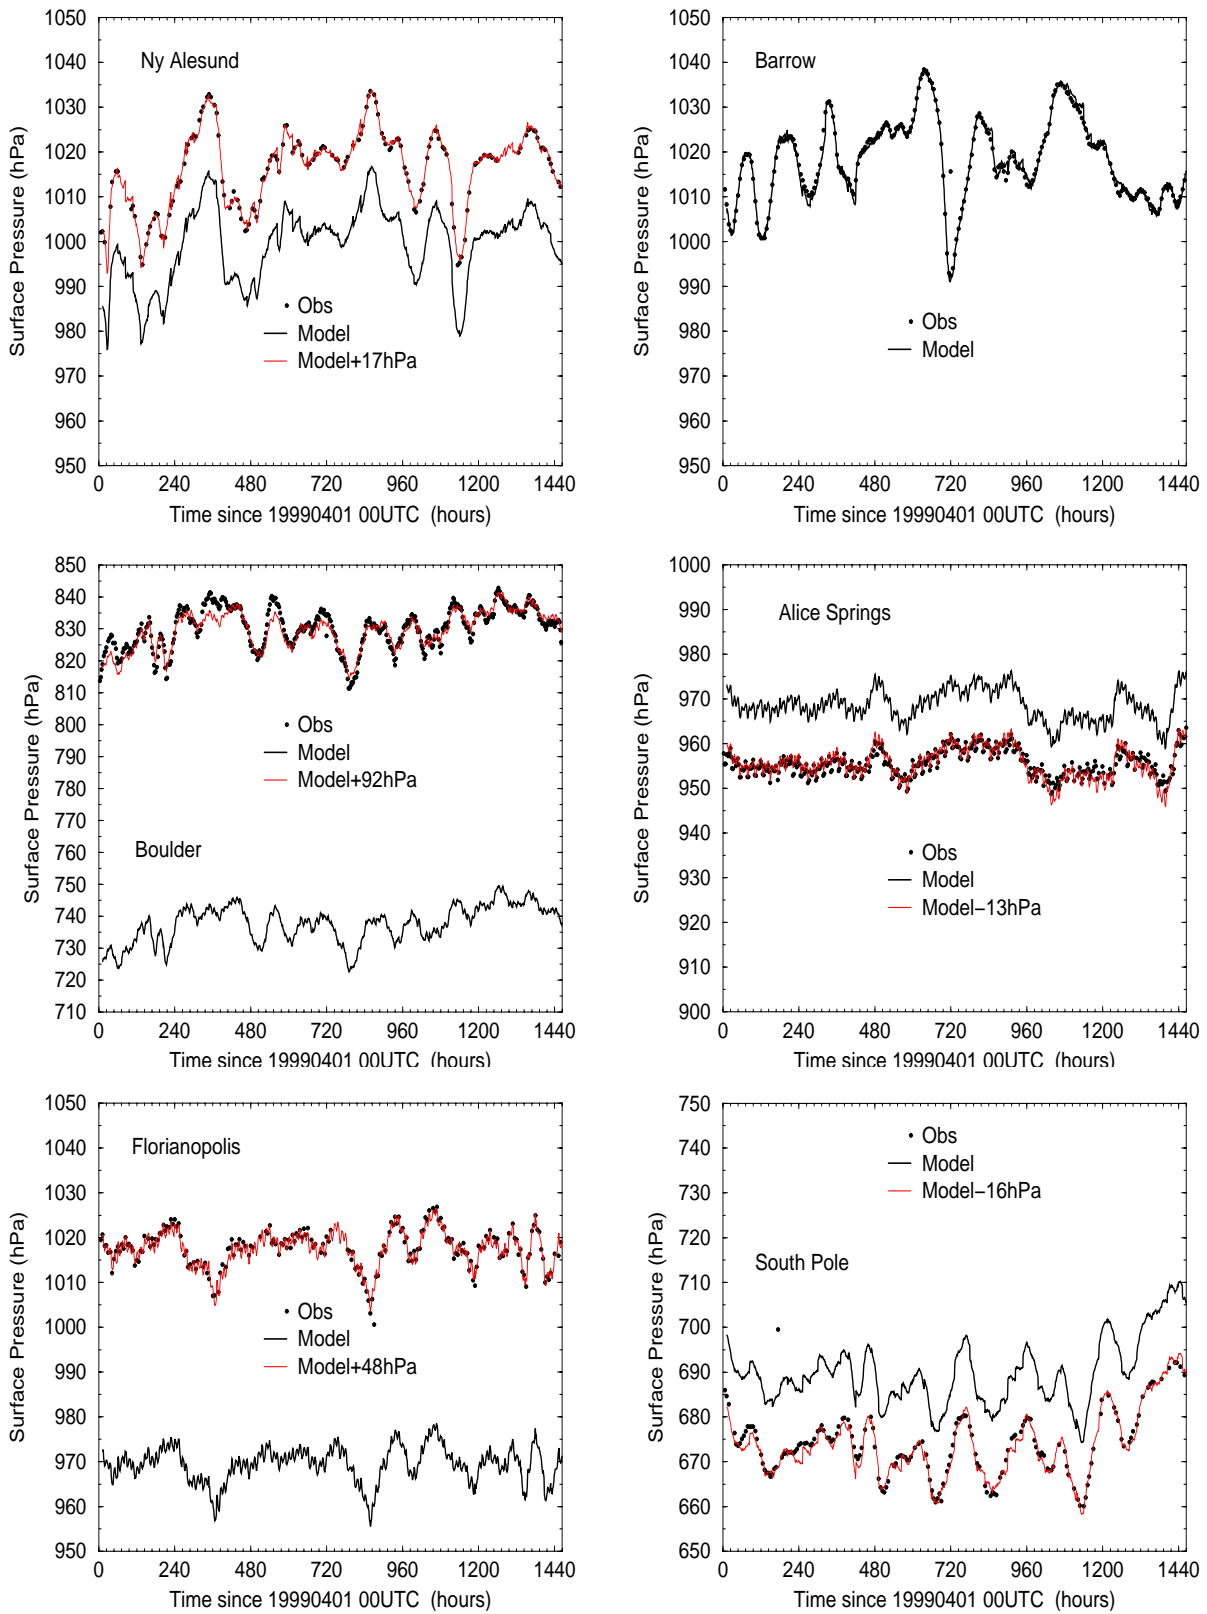 1050
1040
1030
1020
1010
1000
990
980
970
960
950
Surface Pressure (hPa)
Ny Alesund
Obs
Model
Model+17hPa
0 240 480 720 960 1200 1440
Time since 19990401 00UTC (hours)
1050
1040
1030
1020
1010
1000
990
980
970
960
950
Surface Pressure (hPa)
Barrow
Obs
Model
0 240 480 720 960 1200 1440
Time since 19990401 00UTC (hours)
850
840
830
820
810
800
790
780
770
760
750
740
730
720
710
Surface Pressure (hPa)
Obs
Model
Model+92hPa
Boulder
0 240 480 720 960 1200 1440
Time since 19990401 00UTC (hours)
1000
990
980
970
960
950
940
930
920
910
900
Surface Pressure (hPa)
Alice Springs
Obs
Model
Model−13hPa
0 240 480 720 960 1200 1440
Time since 19990401 00UTC (hours)
1050
1040
1030
1020
1010
1000
990
980
970
960
950
Surface Pressure (hPa)
Florianopolis
Obs
Model
Model+48hPa
0 240 480 720 960 1200 1440
Time since 19990401 00UTC (hours)
750
740
730
720
710
700
690
680
670
660
650
Surface Pressure (hPa)
Obs
Model
Model−16hPa
South Pole
0 240 480 720 960 1200 1440
Time since 19990401 00UTC (hours)